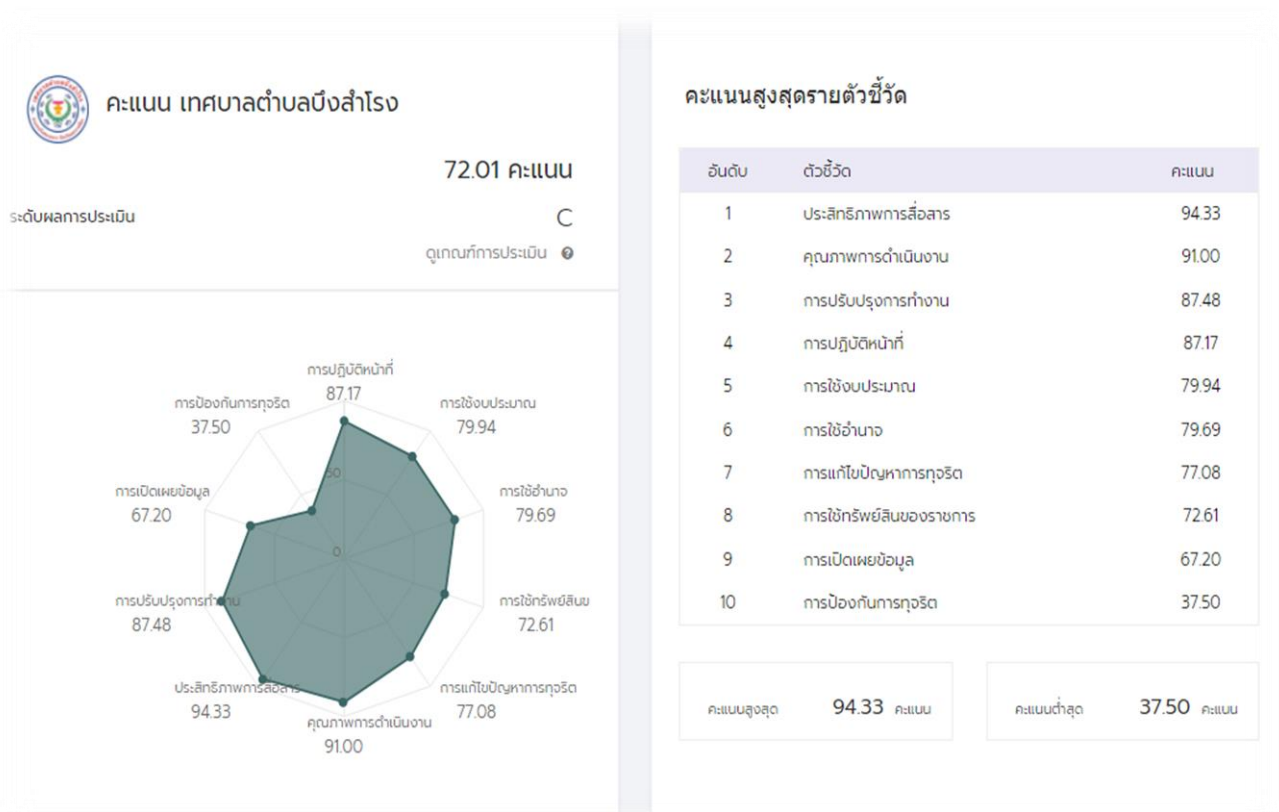 คะแนน เทศบาลตำบลบึงสำโรง
72.01 คะแนน
ระดับผลการประเมิน C
ดูเกณฑ์การประเมิน
การปฏิบัติหน้าที่
87.17
การป้องกันการทุจริต
37.50
การใช้งบประมาณ
79.94
50
การเปิดเผยข้อมูล
67.20
การใช้อำนาจ
79.69
0
การปรับปรุงการทำงาน
87.48
การใช้ทรัพย์สินข
72.61
ประสิทธิภาพการสื่อสาร
94.33
การแก้ไขปัญหาการทุจริต
77.08
คุณภาพการดำเนินงาน
91.00
คะแนนสูงสุดรายตัวชี้วัด
อันดับ ตัวชี้วัด คะแนน
1 ประสิทธิภาพการสื่อสาร 94.33
2 คุณภาพการดำเนินงาน 91.00
3 การปรับปรุงการทำงาน 87.48
4 การปฏิบัติหน้าที่ 87.17
5 การใช้งบประมาณ 79.94
6 การใช้อำนาจ 79.69
7 การแก้ไขปัญหาการทุจริต 77.08
8 การใช้ทรัพย์สินของราชการ 72.61
9 การเปิดเผยข้อมูล 67.20
10 การป้องกันการทุจริต 37.50
คะแนนสูงสุด 94.33 คะแนน
คะแนนต่ำสุด 37.50 คะแนน